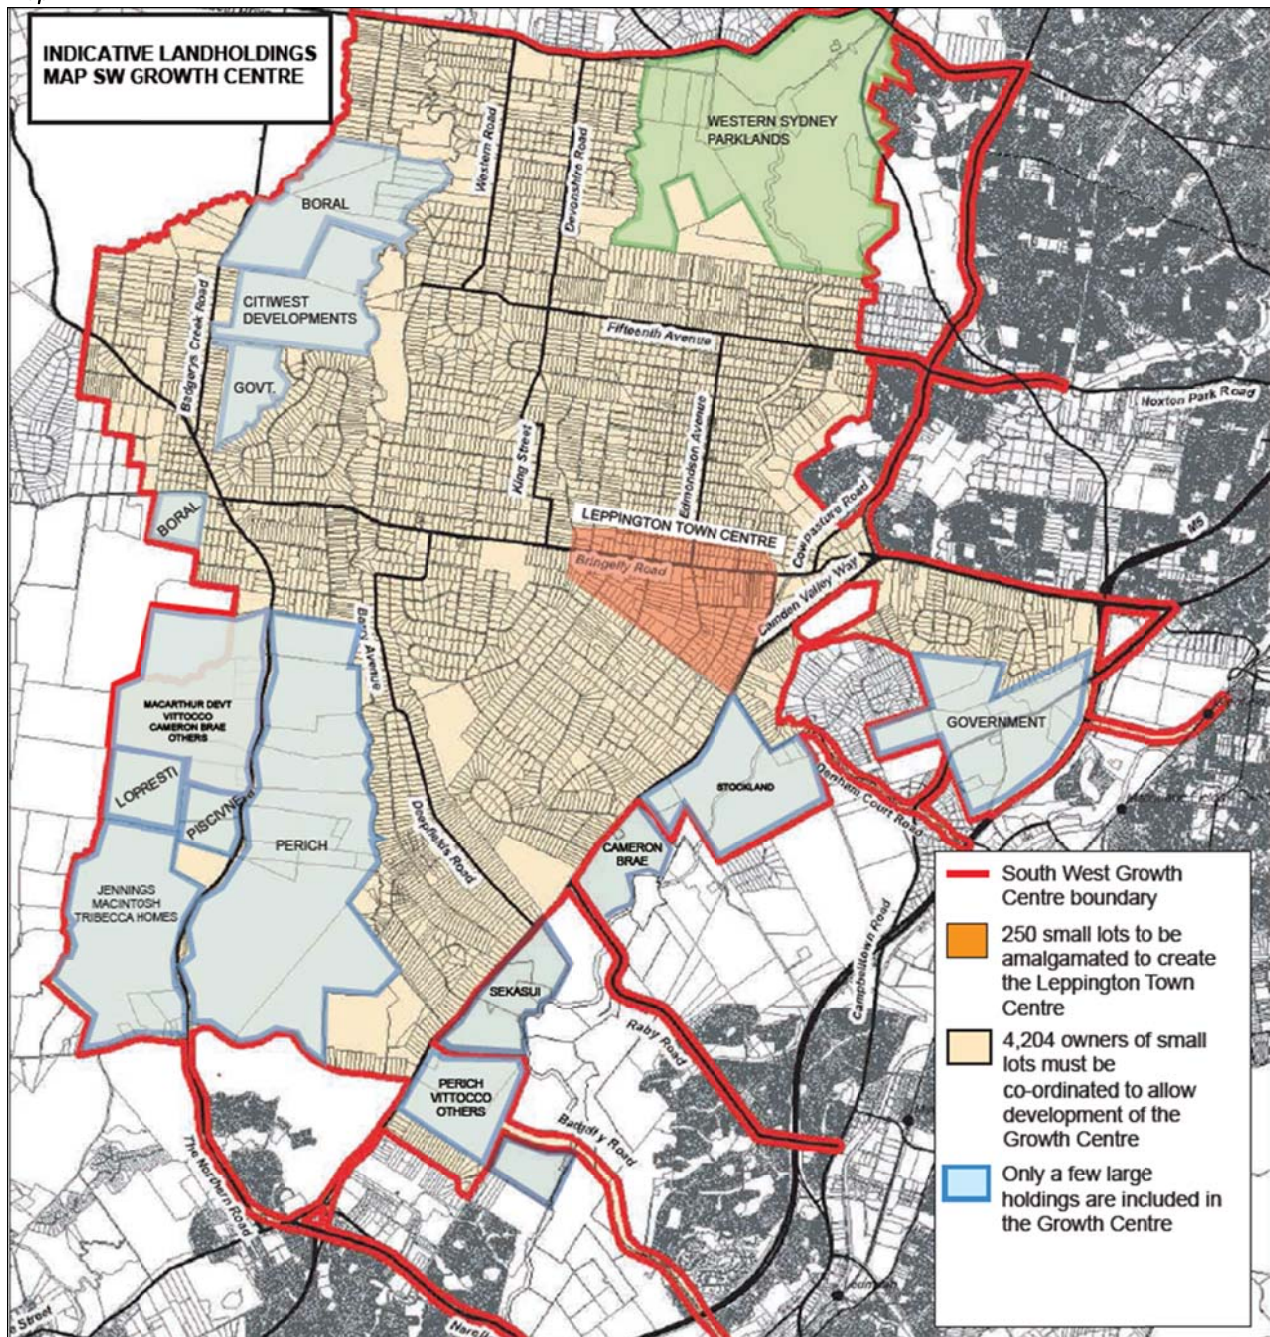 INDICATIVE LANDHOLDINGS
MAP SW GROWTH CENTRE
WESTERN SYDNEY
PARKLANDS
Western Road
Devonshire Road
BORAL
CITIWEST
DEVELOPMENTS
Badgerys Creek Road
GOVT.
Fifteenth Avenue
Hoxton Park Road
King Street
Edmondson Avenue
Cowpasture Road
M5
BORAL
LEPPINGTON TOWN CENTRE
Bringelly Road
Camden Valley Way
Avenue
MACARTHUR DEVT
VITTOCCO
CAMERON BRAE
OTHERS
LOPRESTI
PERICH
JENNINGS
MACINTOSH
TRIBECCA HOMES
GOVERNMENT
STOCKLAND
Denham Court Road
CAMERON
BRAE
Road
SEKASUI
Raby Road
Campbelltown Road
PERICH
VITTOCCO
OTHERS
Badgelly Road
The Northern Road
Street
South West Growth
Centre boundary
250 small lots to be
amalgamated to create
the Leppington Town
Centre
4,204 owners of small
lots must be
co-ordinated to allow
development of the
Growth Centre
Only a few large
holdings are included in
the Growth Centre